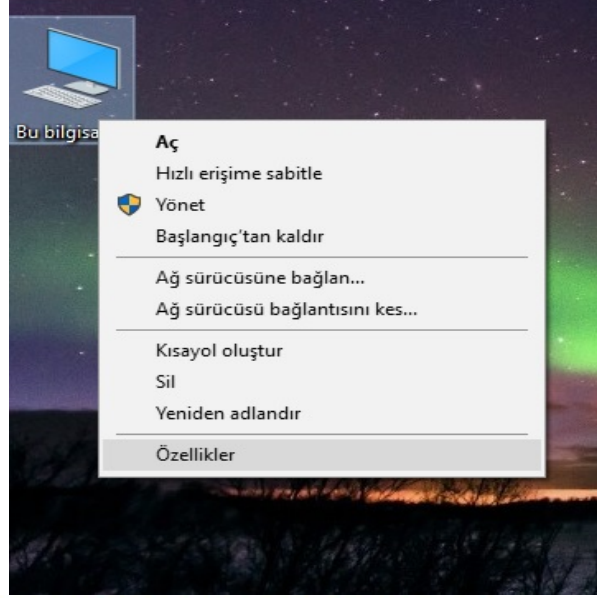 Bu bilgisa
Aç
Hızlı erişime sabitle
Yönet
Başlangıç'tan kaldır
Ağ sürücüsüne bağlan...
Ağ sürücüsü bağlantısını kes...
Kısayol oluştur
Sil
Yeniden adlandır
Özellikler